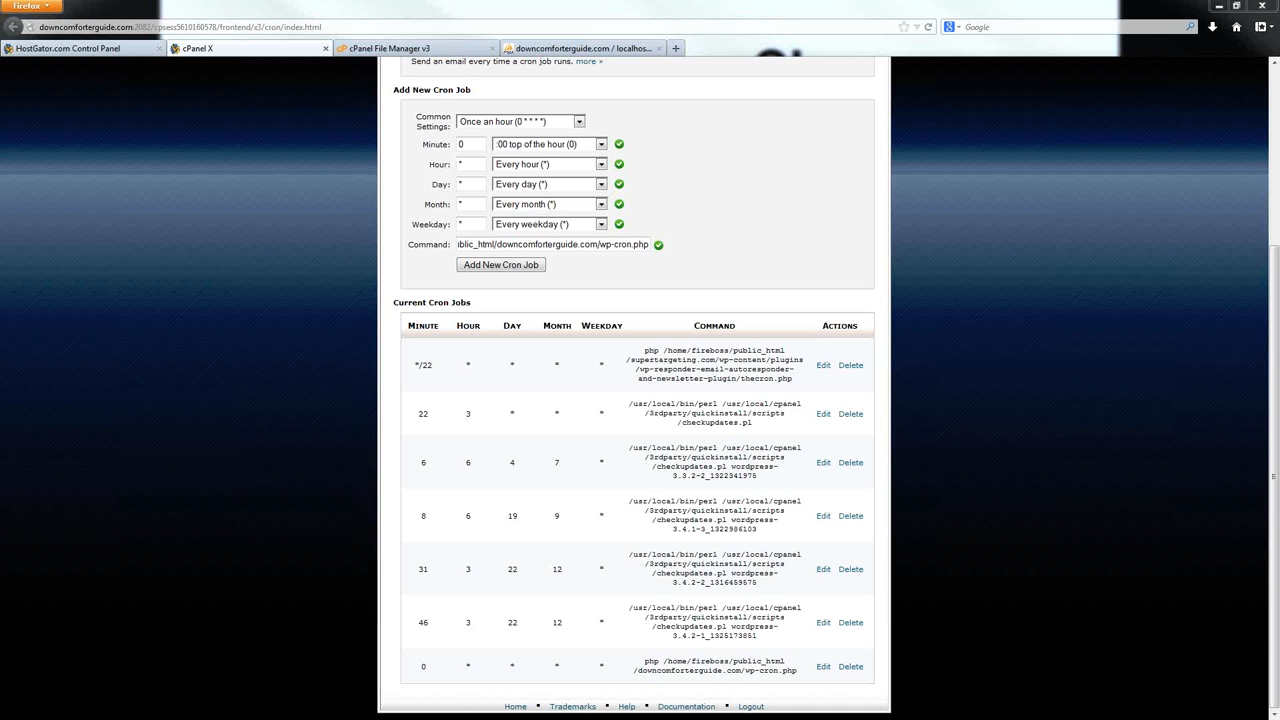 Firefox
downcomforterguide.com:2082/cpsess5610160578/frontend/x3/cron/index.html
Google
HostGator.com Control Panel
cPanel X
cPanel File Manager v3
downcomforterguide.com / localhos...
Send an email every time a cron job runs. more »
Add New Cron Job
Common Settings: Once an hour (0 * * * *)
Minute: 0 :00 top of the hour (0)
Hour: * Every hour (*)
Day: * Every day (*)
Month: * Every month (*)
Weekday: * Every weekday (*)
Command: ublic_html/downcomforterguide.com/wp-cron.php
Add New Cron Job
Current Cron Jobs
MINUTE HOUR DAY MONTH WEEKDAY COMMAND ACTIONS
php /home/fireboss/public_html
/supertargeting.com/wp-content/plugins
*/22 * * * * /wp-responder-email-autoresponder- Edit Delete
and-newsletter-plugin/thecron.php
/usr/local/bin/perl /usr/local/cpanel
22 3 * * * /3rdparty/quickinstall/scripts Edit Delete
/checkupdates.pl
/usr/local/bin/perl /usr/local/cpanel
6 6 4 7 * /3rdparty/quickinstall/scripts Edit Delete
/checkupdates.pl wordpress-
3.3.2-2_1322341975
/usr/local/bin/perl /usr/local/cpanel
8 6 19 9 * /3rdparty/quickinstall/scripts Edit Delete
/checkupdates.pl wordpress-
3.4.1-3_1322986103
/usr/local/bin/perl /usr/local/cpanel
31 3 22 12 * /3rdparty/quickinstall/scripts Edit Delete
/checkupdates.pl wordpress-
3.4.2-2_1316459575
/usr/local/bin/perl /usr/local/cpanel
46 3 22 12 * /3rdparty/quickinstall/scripts Edit Delete
/checkupdates.pl wordpress-
3.4.2-1_1325173851
php /home/fireboss/public_html
0 * * * * /downcomforterguide.com/wp-cron.php Edit Delete
Home Trademarks Help Documentation Logout